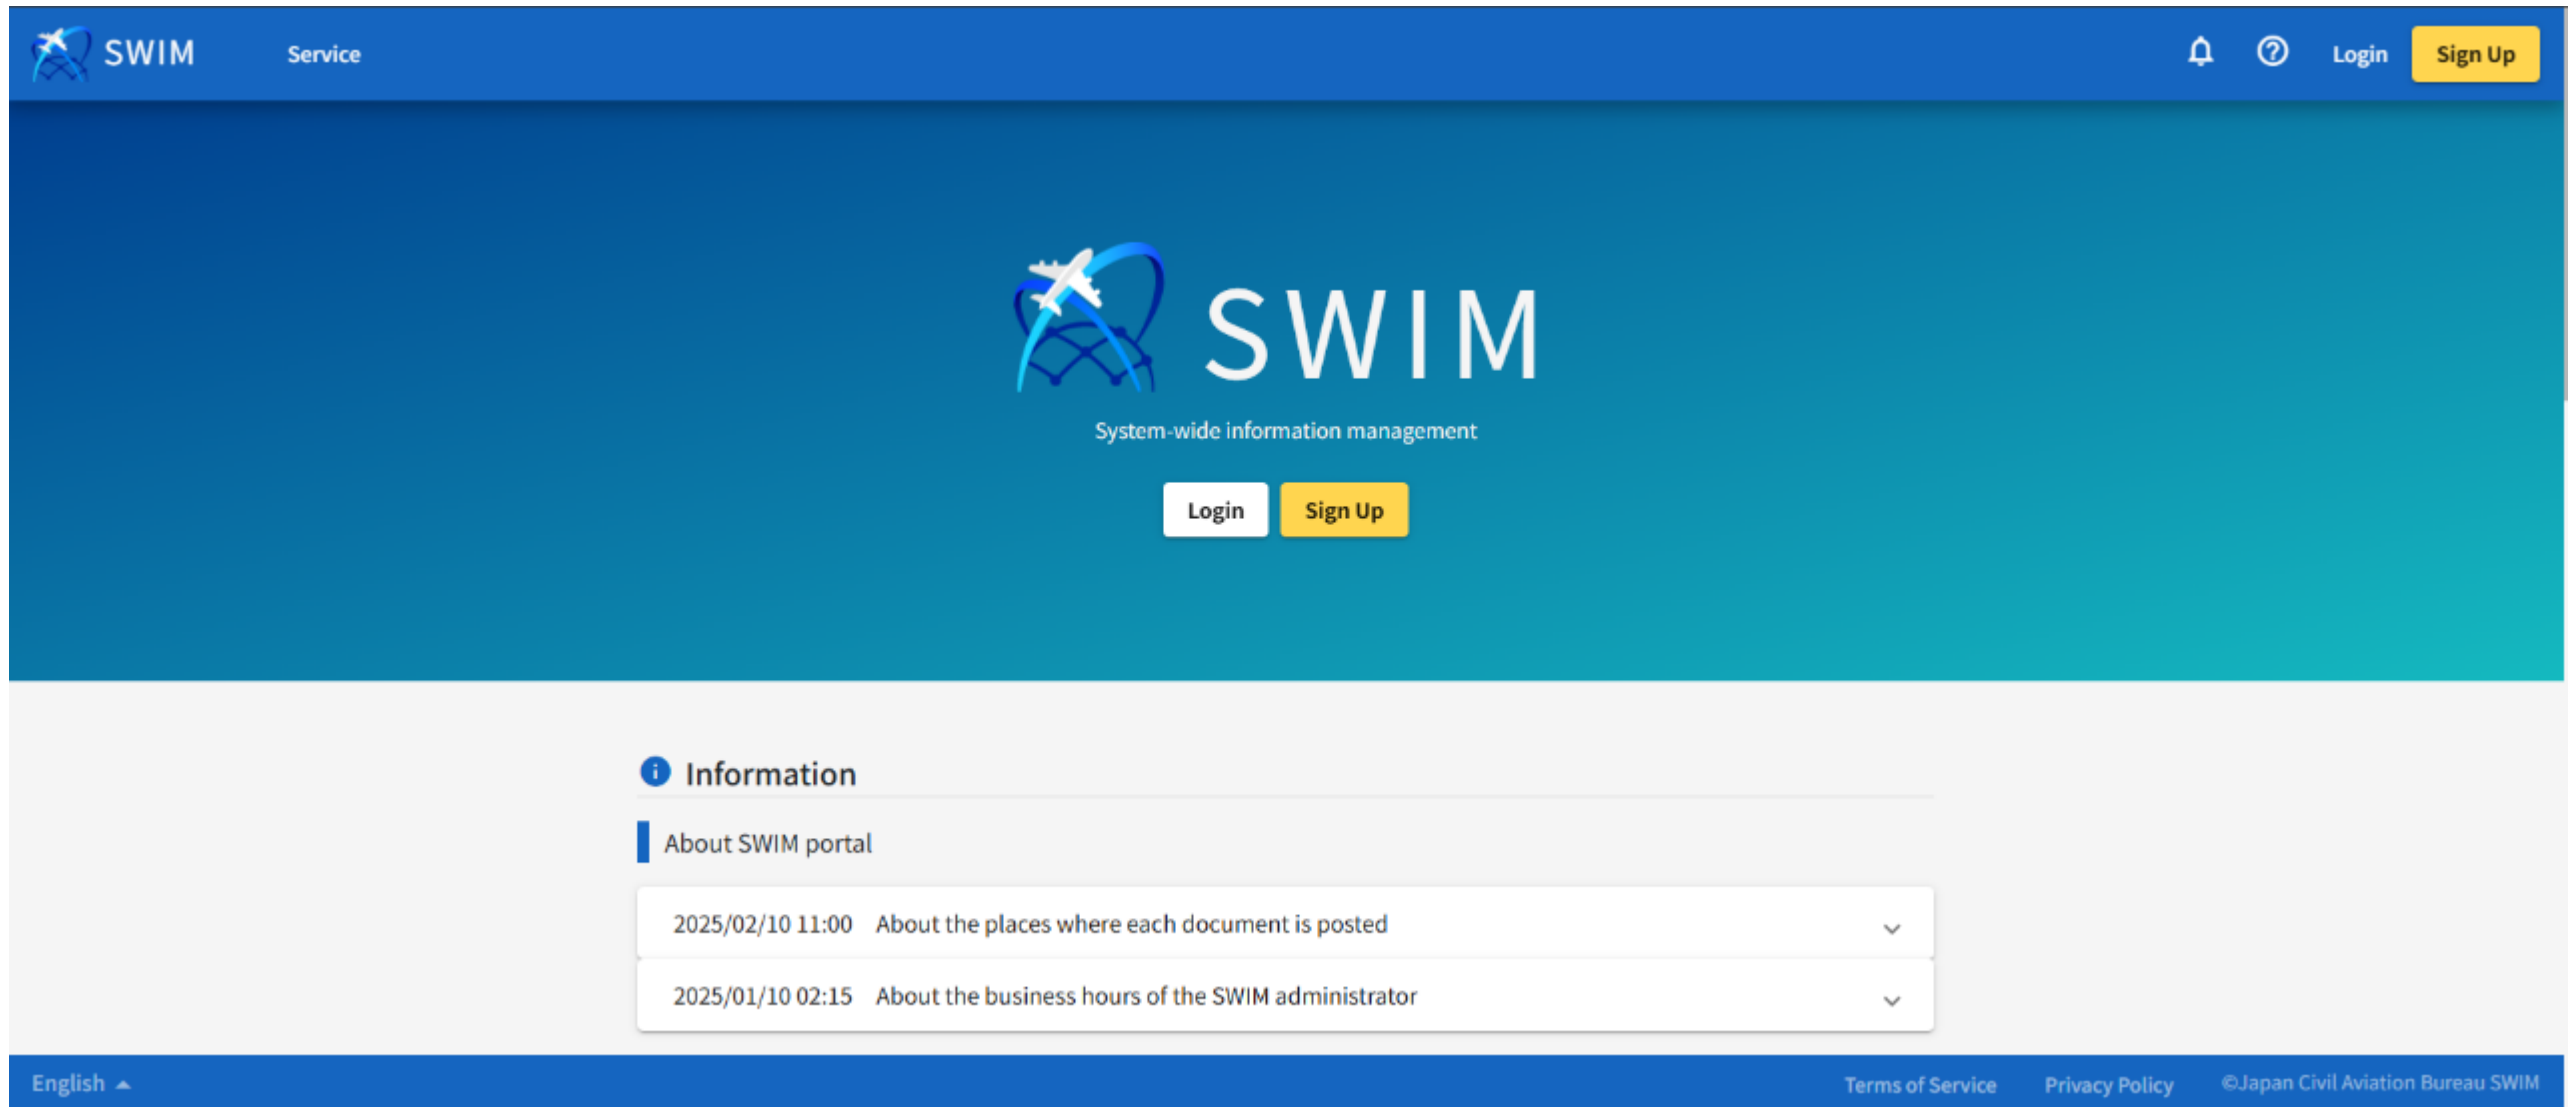 SWIM Service Login Sign Up
SWIM
System-wide information management
Login Sign Up
Information
About SWIM portal
2025/02/10 11:00 About the places where each document is posted
2025/01/10 02:15 About the business hours of the SWIM administrator
English Terms of Service Privacy Policy ©Japan Civil Aviation Bureau SWIM